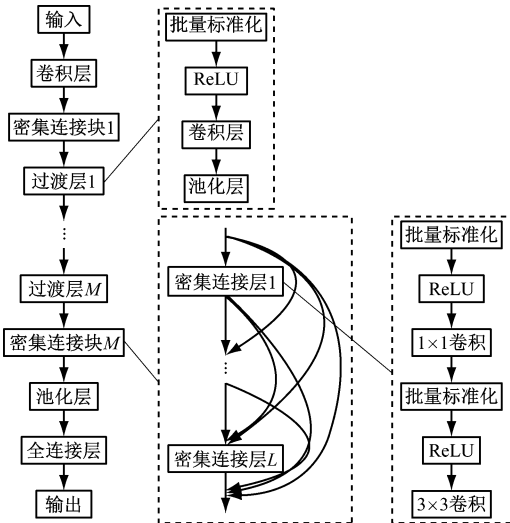 输入
卷积层
密集连接块1
过渡层1
⋮
过渡层M
密集连接块M
池化层
全连接层
输出
批量标准化
ReLU
卷积层
池化层
密集连接层1
⋮
密集连接层L
批量标准化
ReLU
1×1卷积
批量标准化
ReLU
3×3卷积